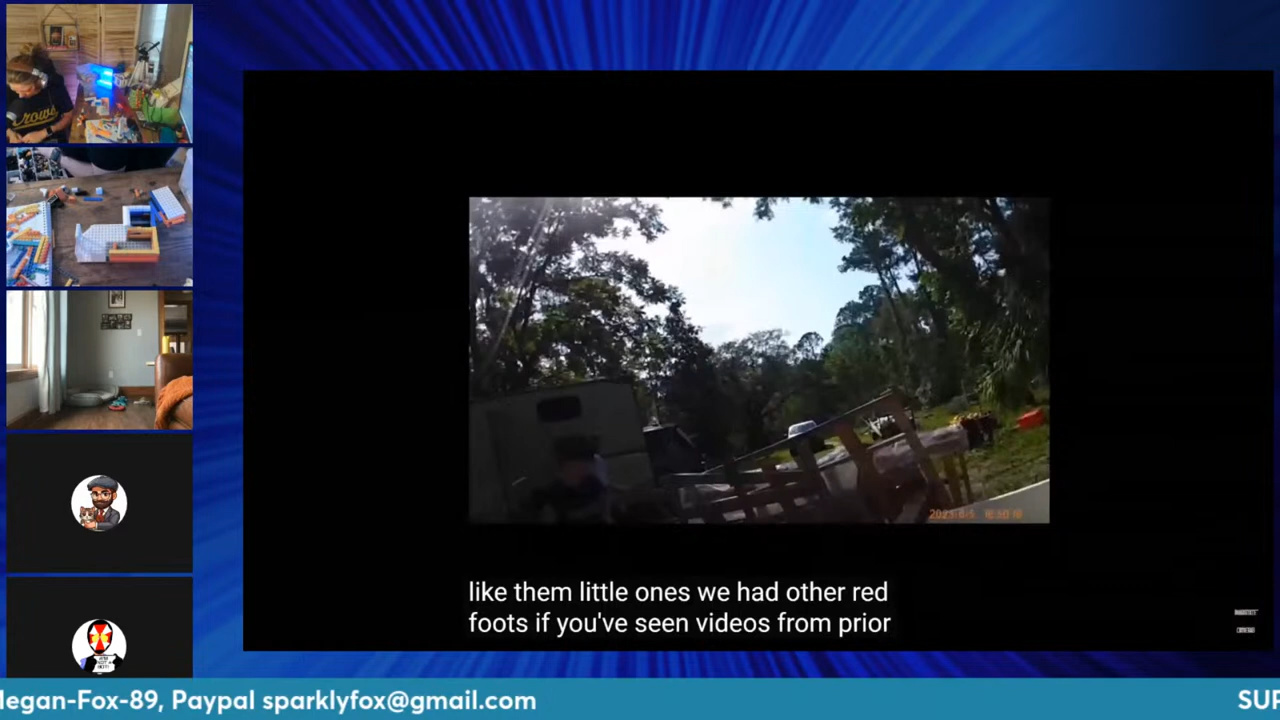 like them little ones we had other red
foots if you've seen videos from prior
legan-Fox-89, Paypal sparklyfox@gmail.com
SUP